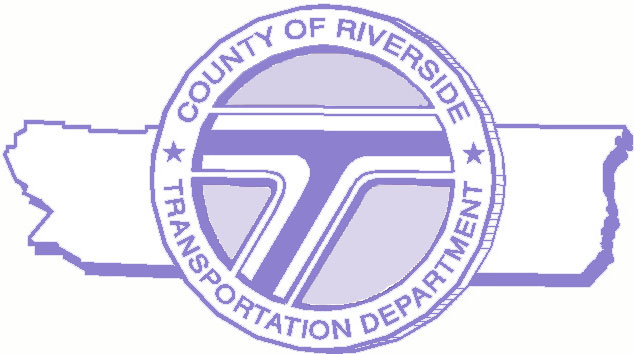 COUNTY OF RIVERSIDE
TRANSPORTATION DEPARTMENT